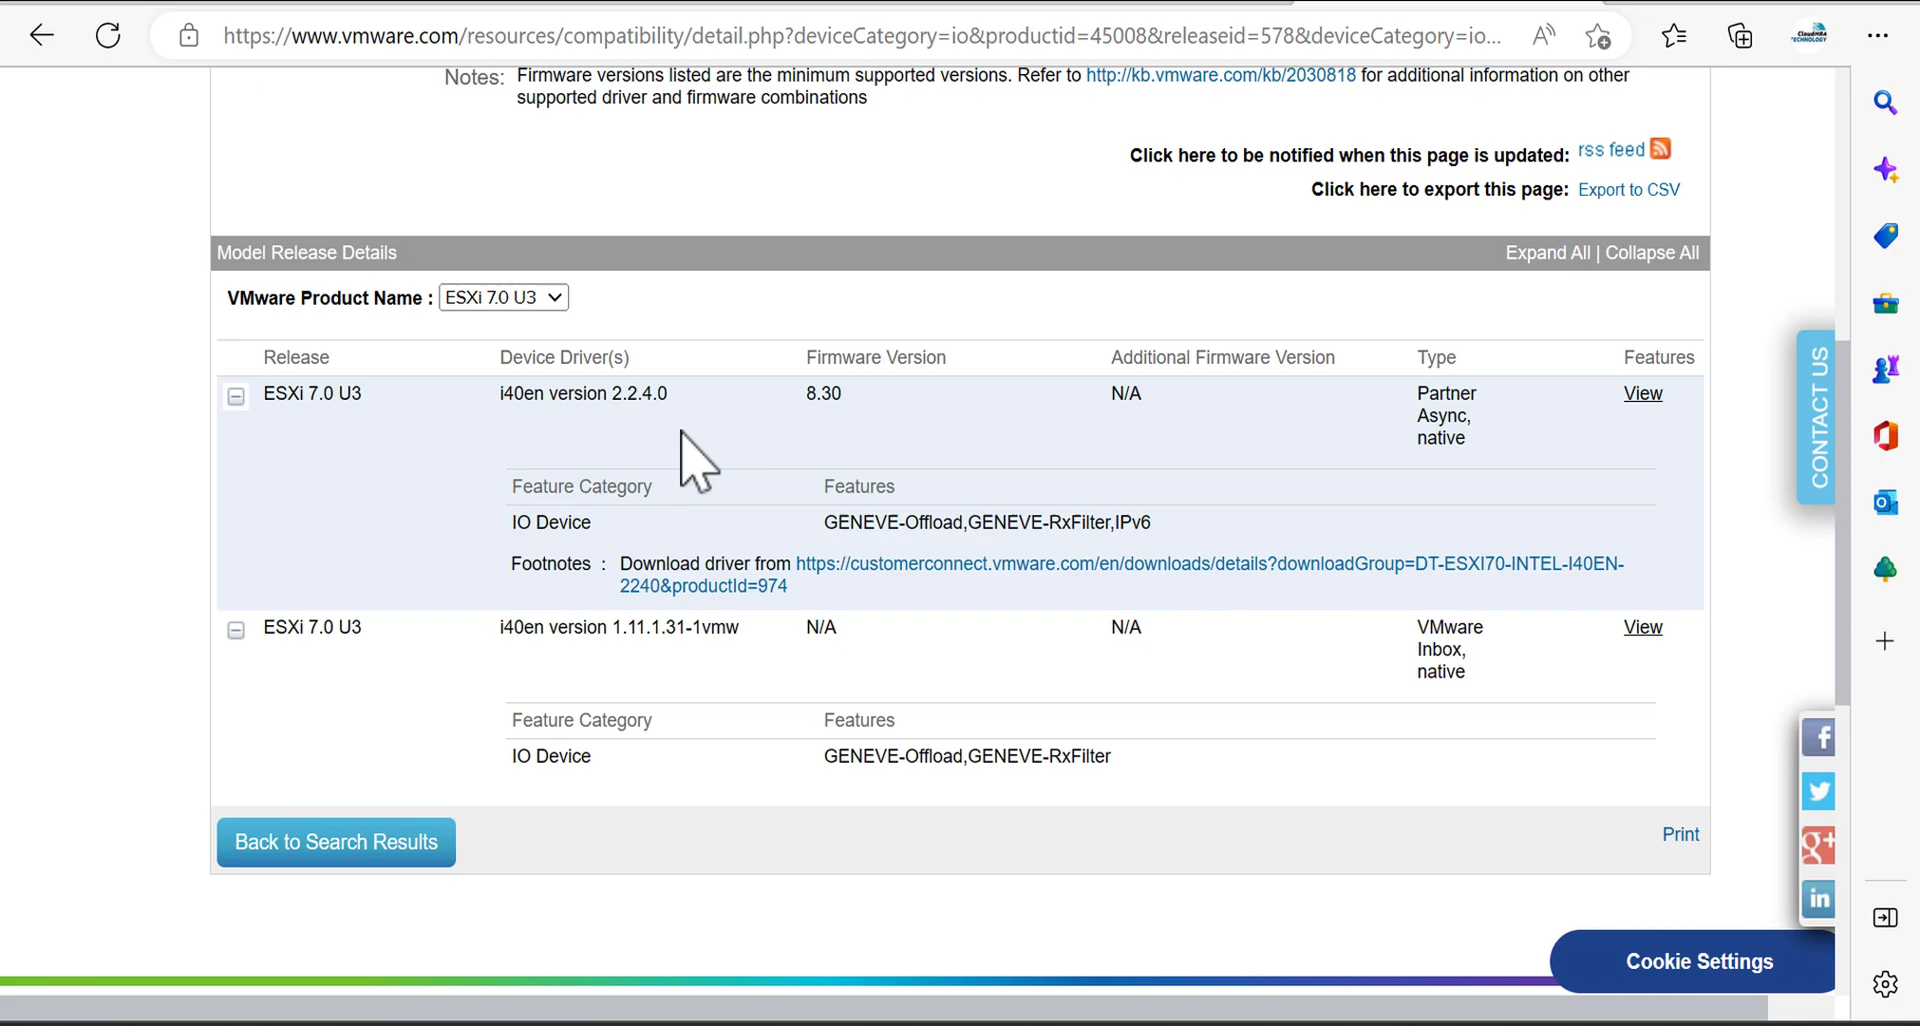 https://www.vmware.com/resources/compatibility/detail.php?deviceCategory=io&productid=45008&releaseid=578&deviceCategory=io...
Notes: Firmware versions listed are the minimum supported versions. Refer to http://kb.vmware.com/kb/2030818 for additional information on other
supported driver and firmware combinations
Click here to be notified when this page is updated: rss feed
Click here to export this page: Export to CSV
Model Release Details Expand All | Collapse All
VMware Product Name : ESXi 7.0 U3
Release Device Driver(s) Firmware Version Additional Firmware Version Type Features
ESXi 7.0 U3 i40en version 2.2.4.0 8.30 N/A Partner View
Async,
native
Feature Category Features
IO Device GENEVE-Offload,GENEVE-RxFilter,IPv6
Footnotes : Download driver from https://customerconnect.vmware.com/en/downloads/details?downloadGroup=DT-ESXI70-INTEL-I40EN-
2240&productId=974
ESXi 7.0 U3 i40en version 1.11.1.31-1vmw N/A N/A VMware View
Inbox,
native
Feature Category Features
IO Device GENEVE-Offload,GENEVE-RxFilter
Back to Search Results Print
CONTACT US
f
g+
in
Cookie Settings